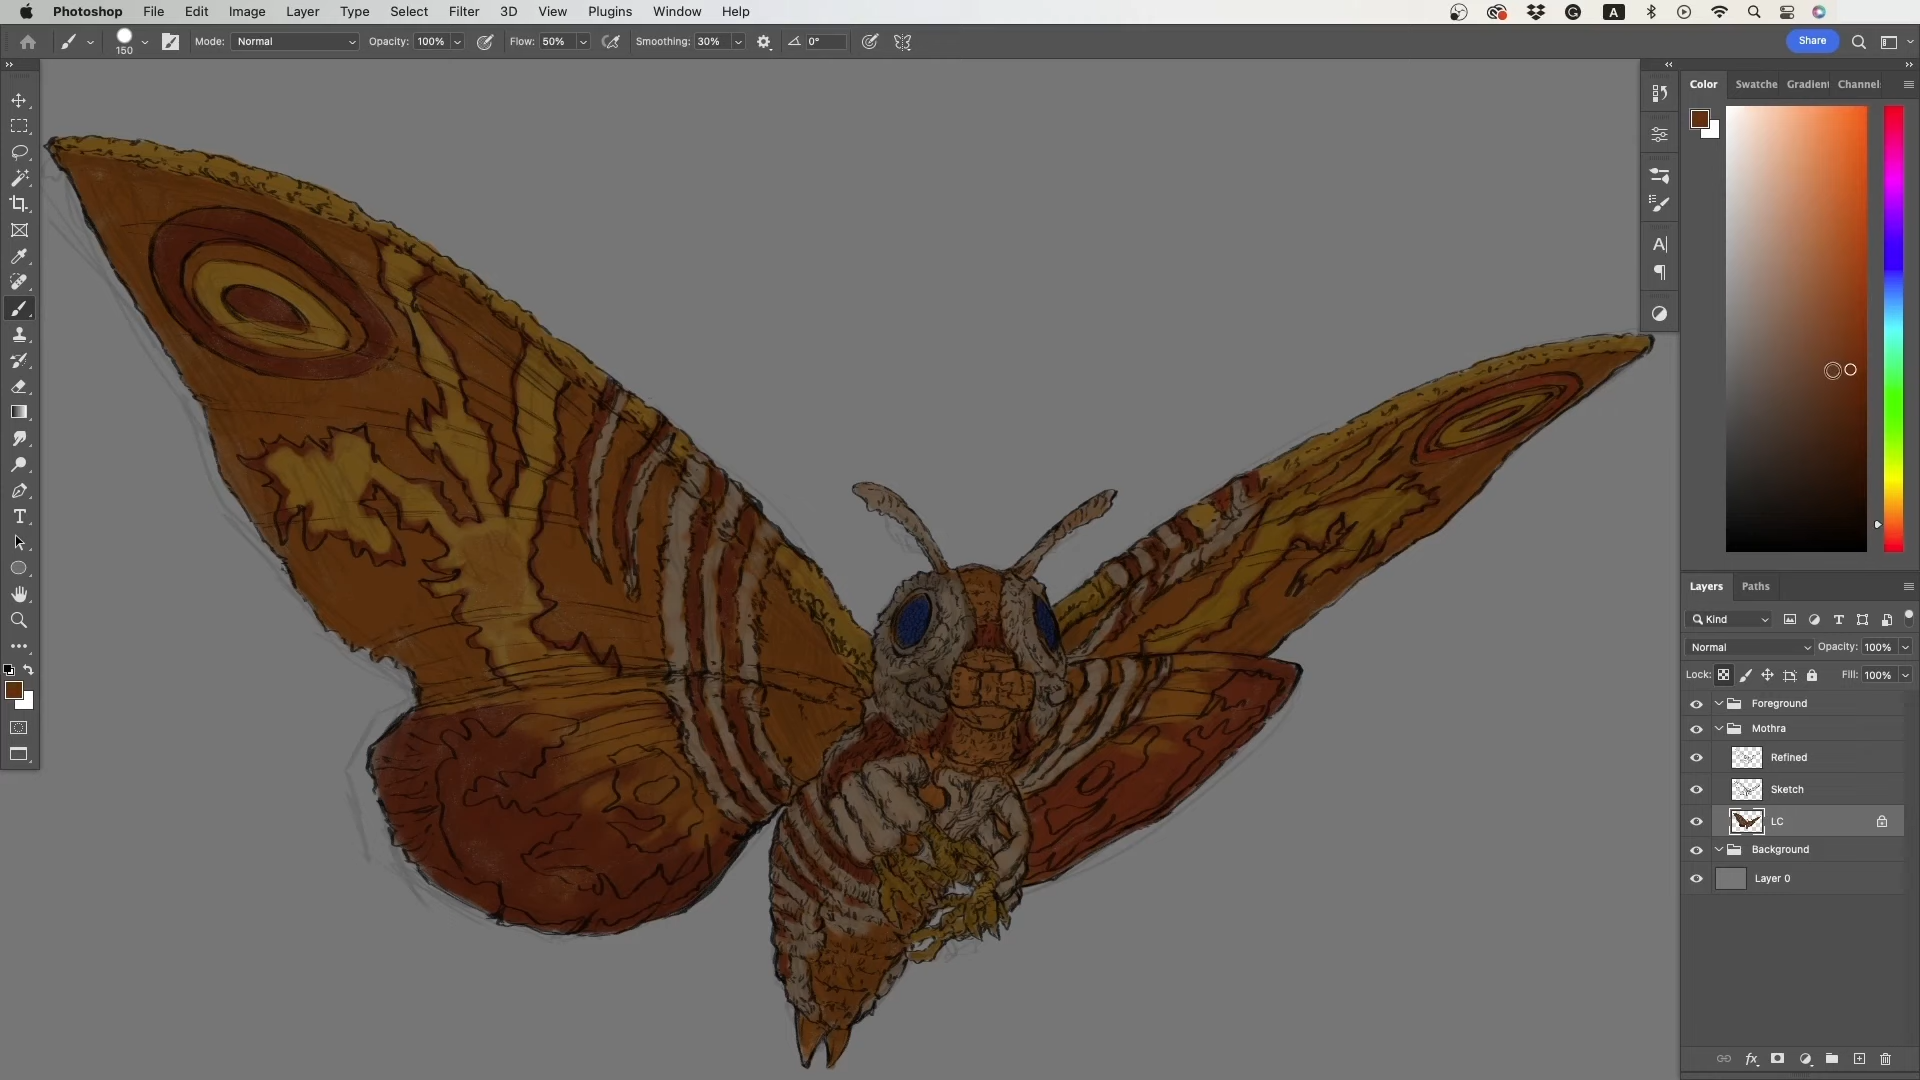 Photoshop File Edit Image Layer Type Select Filter 3D View Plugins Window Help A
150 Mode: Normal Opacity: 100% Flow: 50% Smoothing: 30% 0° Share
Color Swatche Gradient Channel
A
T
Layers Paths
Kind T
Normal Opacity: 100%
Lock: Fill: 100%
Foreground
Mothra
Refined
Sketch
LC
Background
Layer 0
fx